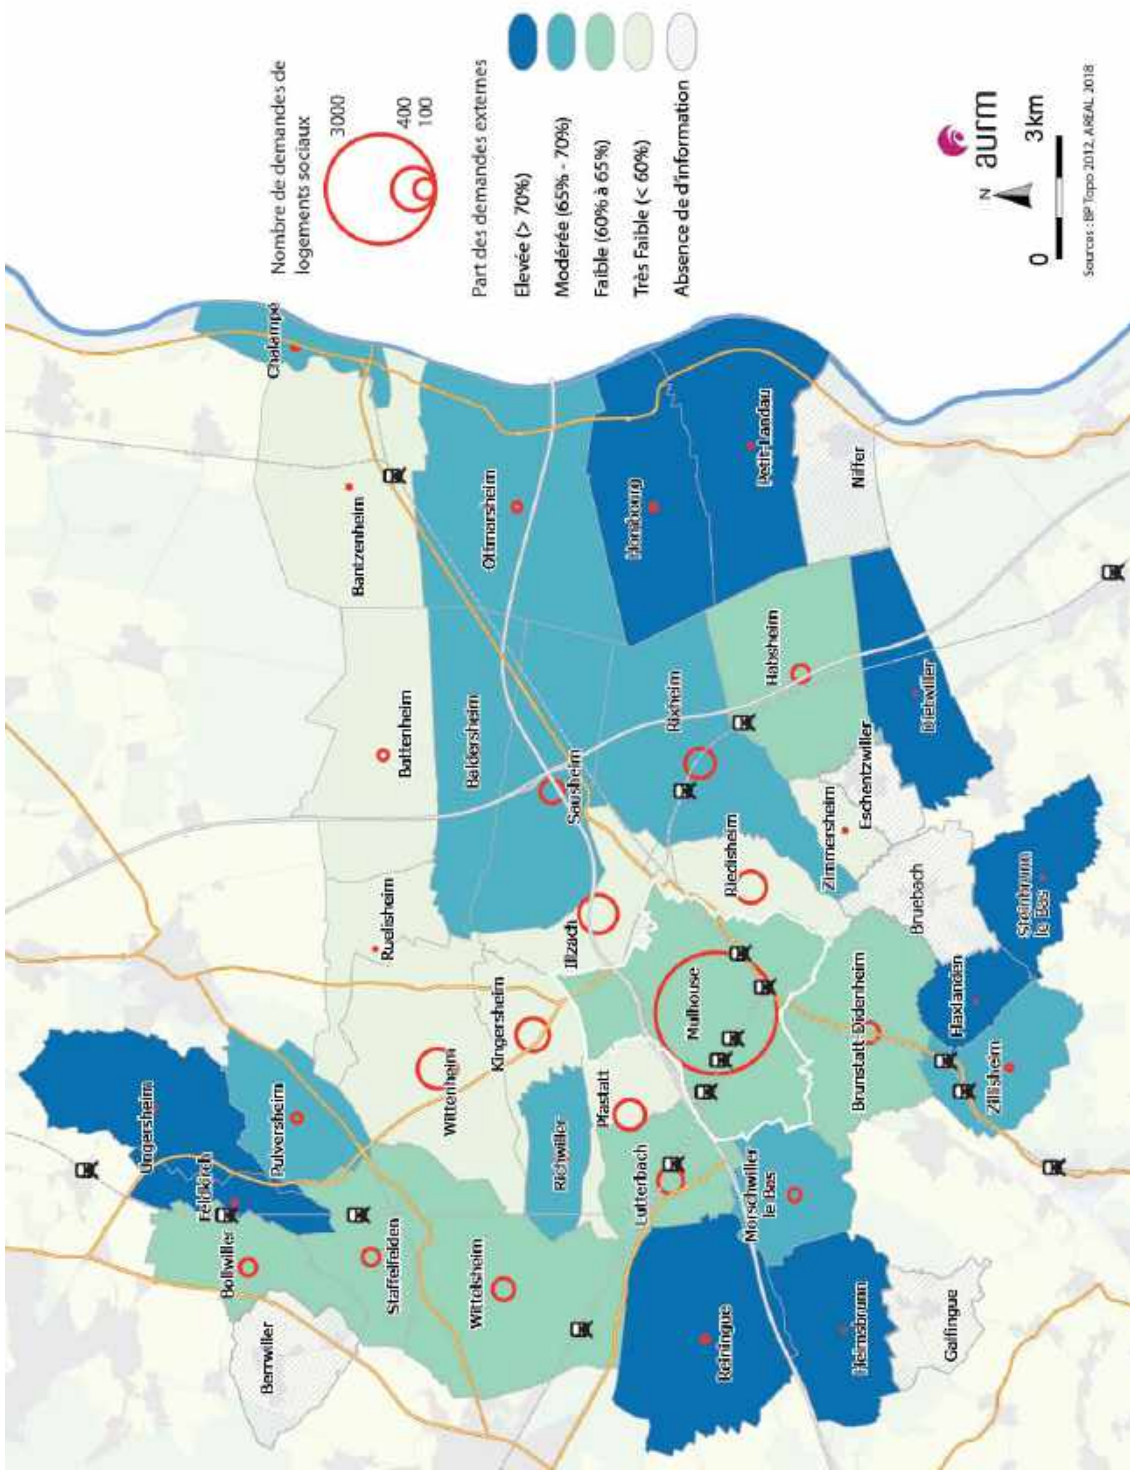 Nombre de demandes de
logements sociaux
3000
400
100
Part des demandes externes
Elevée (> 70%)
Modérée (65% - 70%)
Faible (60% à 65%)
Très Faible (< 60%)
Absence de d'information
N
aurm
0
3km
Sources : BP Topo 2012, AREAL 2018
Ungersheim
Feldkirch
Bollwiller
Berrwiller
Pulversheim
Staffelfelden
Wittelsheim
Ruelisheim
Wittenheim
Kingersheim
Richwiller
Pfastatt
Lutterbach
Reiningue
Morschwiller
le Bas
Heimsbrunn
Galfingue
Chalampé
Bantzenheim
Battenheim
Baldersheim
Ottmarsheim
Sausheim
Illzach
Mulhouse
Hombourg
Petit-Landau
Niffer
Rixheim
Habsheim
Riedisheim
Zimmersheim
Eschentzwiller
Dietwiller
Bruebach
Brunstatt-Didenheim
Flaxlanden
Steinbrunn
le Bas
Zillisheim